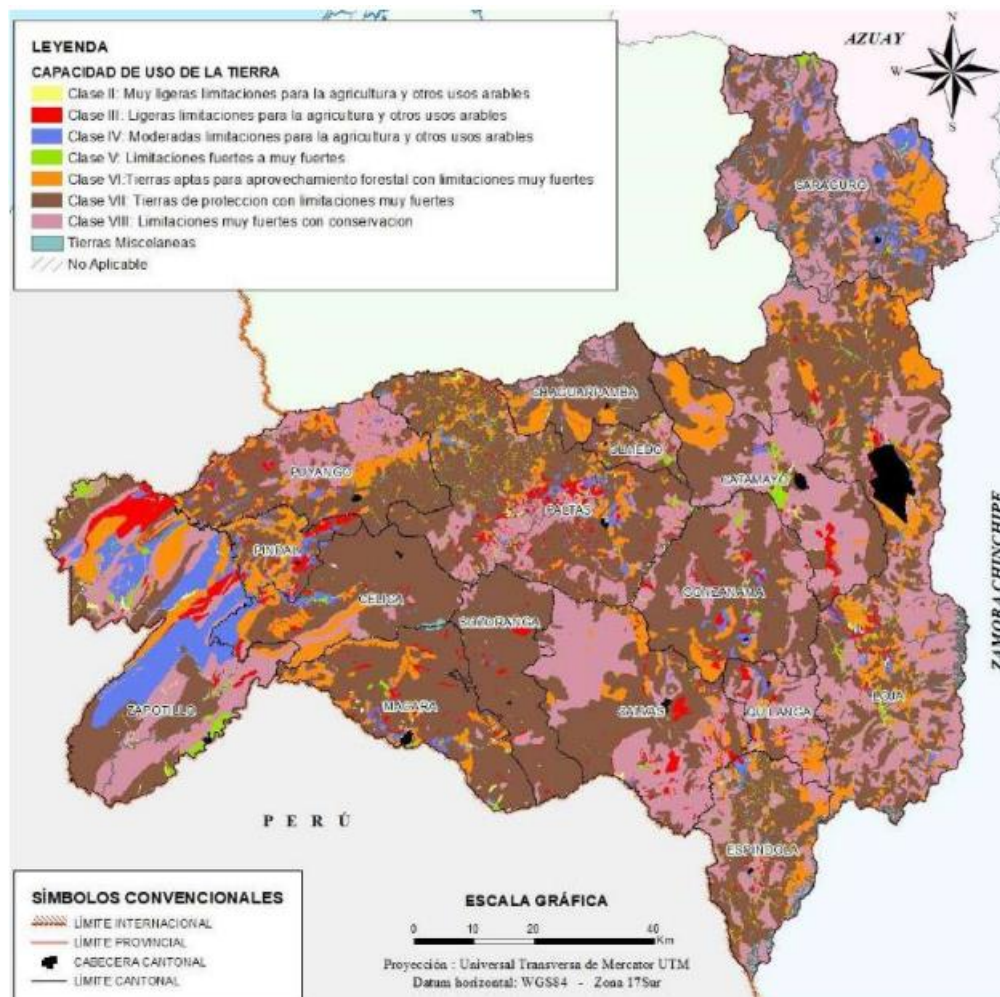 LEYENDA
CAPACIDAD DE USO DE LA TIERRA
Clase II: Muy ligeras limitaciones para la agricultura y otros usos arables
Clase III: Ligeras limitaciones para la agricultura y otros usos arables
Clase IV: Moderadas limitaciones para la agricultura y otros usos arables
Clase V: Limitaciones fuertes a muy fuertes
Clase VI:Tierras aptas para aprovechamiento forestal con limitaciones muy fuertes
Clase VII: Tierras de proteccion con limitaciones muy fuertes
Clase VIII: Limitaciones muy fuertes con conservacion
Tierras Miscelaneas
No Aplicable
AZUAY
N
W
E
S
SARAGURO
CHAGUARPAMBA
OLMEDO
PUYANGO
CATAMAYO
PALTAS
PINDAL
CELICA
GONZANAMA
SOZORANGA
ZAMORA CHINCHIPE
ZAPOTILLO
MACARA
CALVAS
QUILANGA
LOJA
PERÚ
ESPINDOLA
SÍMBOLOS CONVENCIONALES
LÍMITE INTERNACIONAL
LÍMITE PROVINCIAL
CABECERA CANTONAL
LÍMITE CANTONAL
ESCALA GRÁFICA
0 10 20 40
Km
Proyección : Universal Transversa de Mercator UTM
Datum horizontal: WGS84 - Zona 17Sur